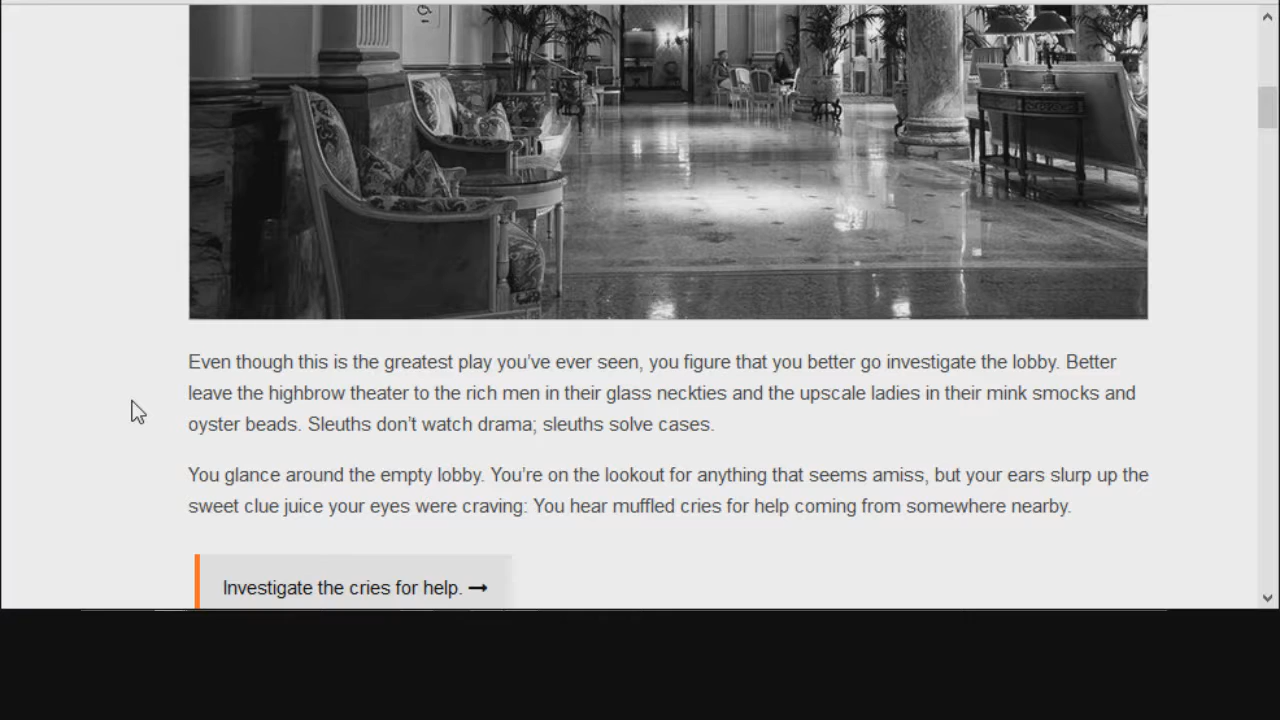 Even though this is the greatest play you’ve ever seen, you figure that you better go investigate the lobby. Better
leave the highbrow theater to the rich men in their glass neckties and the upscale ladies in their mink smocks and
oyster beads. Sleuths don’t watch drama; sleuths solve cases.
You glance around the empty lobby. You’re on the lookout for anything that seems amiss, but your ears slurp up the
sweet clue juice your eyes were craving: You hear muffled cries for help coming from somewhere nearby.
Investigate the cries for help. →